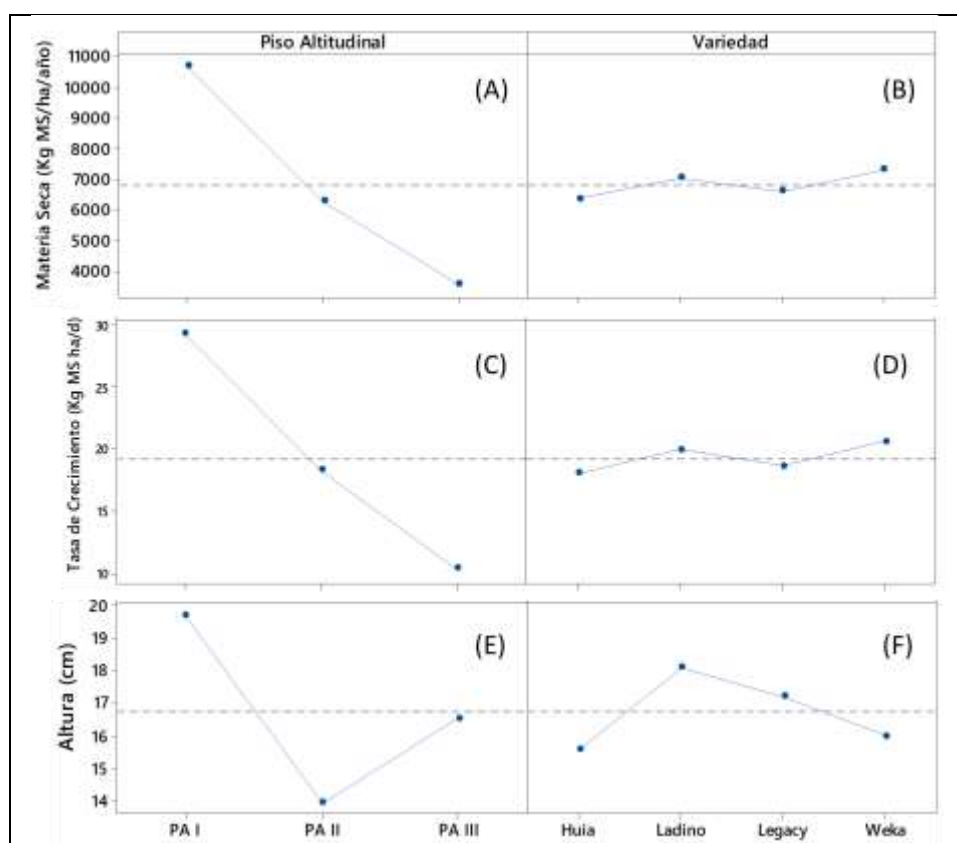 Piso Altitudinal
Variedad
Materia Seca (Kg MS/ha/año)
11000
10000
9000
8000
7000
6000
5000
4000
(A)
(B)
Tasa de Crecimiento (Kg MS ha/d)
30
25
20
15
10
(C)
(D)
Altura (cm)
20
19
18
17
16
15
14
(E)
(F)
PA I
PA II
PA III
Huia
Ladino
Legacy
Weka